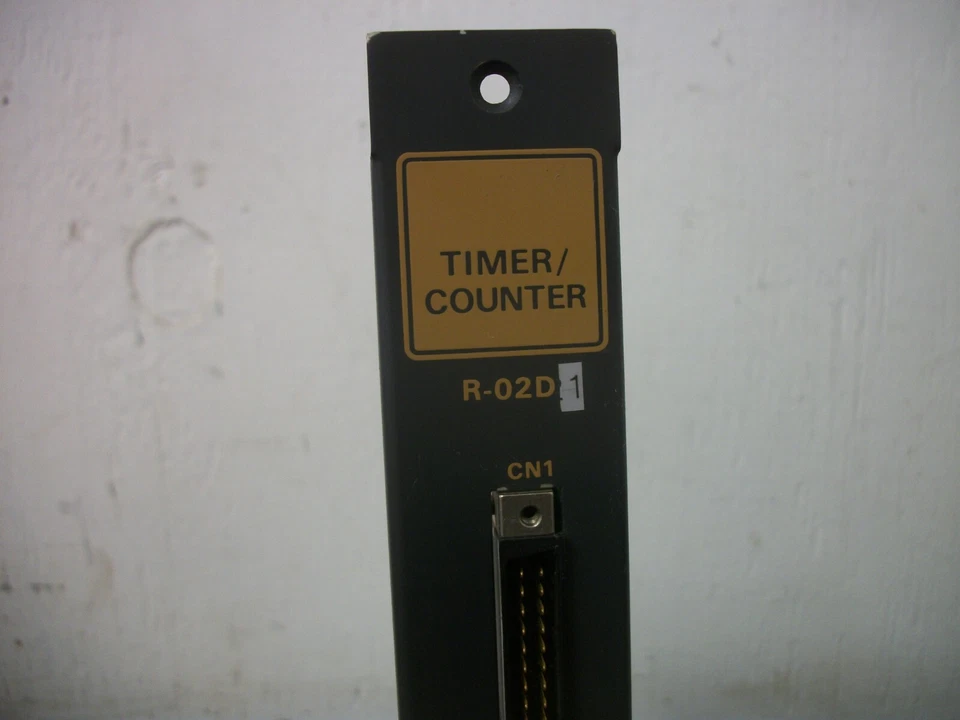 TIMER/
COUNTER
R-02D 1
CN1